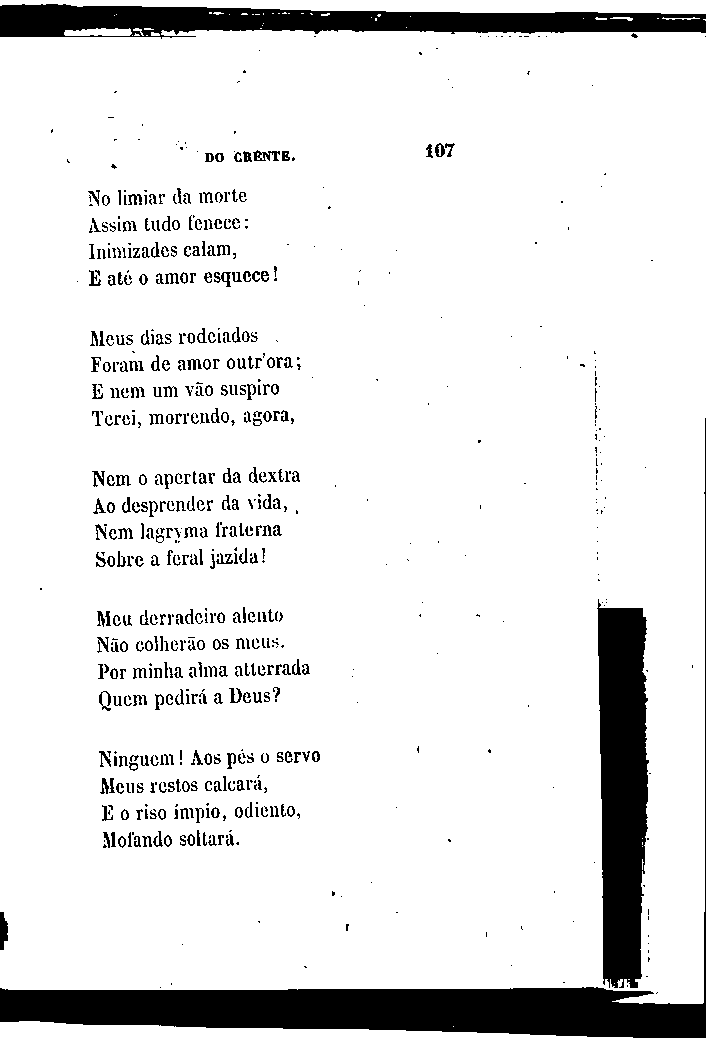 DO CRENTE. 107
No limiar da morte
Assim tudo fenece:
Inimizades calam,
E até o amor esquece!
Meus dias rodeiados
Foram de amor outr'ora;
E nem um vão suspiro
Terei, morrendo, agora,
Nem o apertar da dextra
Ao desprender da vida,
Nem lagryma fraterna
Sobre a feral jazida!
Meu derradeiro alento
Não colherão os meus.
Por minha alma atterrada
Quem pedirá a Deus?
Ninguem! Aos pés o servo
Meus restos calcará,
E o riso ímpio, odiento,
Mofando soltará.